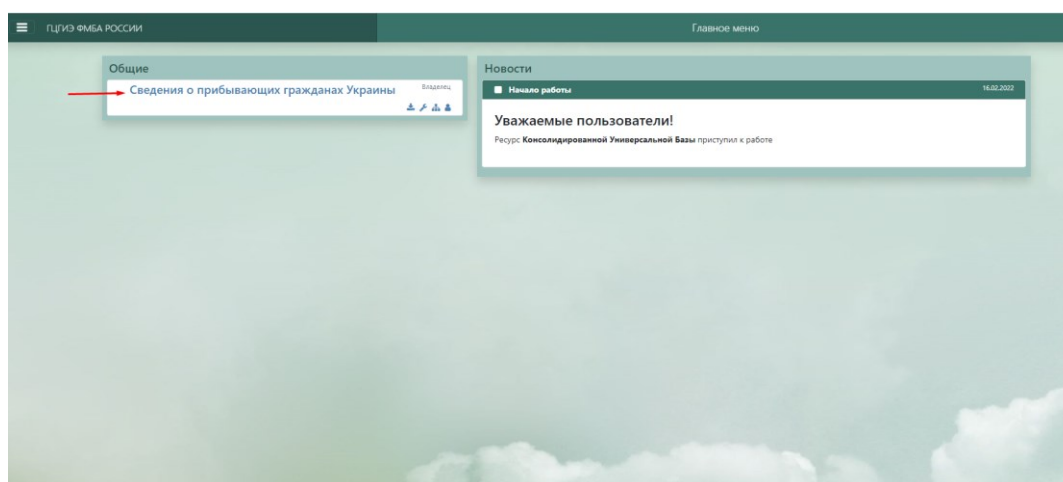 ГЦГИЭ ФМБА РОССИИ
Главное меню
Общие
Сведения о прибывающих гражданах Украины
Владелец
Новости
Начало работы
16.02.2022
Уважаемые пользователи!
Ресурс Консолидированной Универсальной Базы приступил к работе